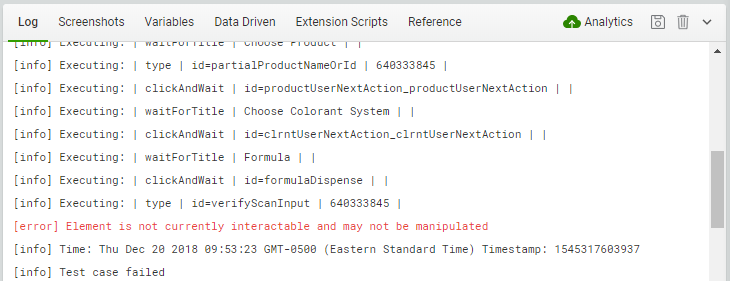 Log Screenshots Variables Data Driven Extension Scripts Reference Analytics
[info] Executing: | waitForTitle | Choose Product | |
[info] Executing: | type | id=partialProductNameOrId | 640333845 |
[info] Executing: | clickAndWait | id=productUserNextAction_productUserNextAction | |
[info] Executing: | waitForTitle | Choose Colorant System | |
[info] Executing: | clickAndWait | id=clrntUserNextAction_clrntUserNextAction | |
[info] Executing: | waitForTitle | Formula | |
[info] Executing: | clickAndWait | id=formulaDispense | |
[info] Executing: | type | id=verifyScanInput | 640333845 |
[error] Element is not currently interactable and may not be manipulated
[info] Time: Thu Dec 20 2018 09:53:23 GMT-0500 (Eastern Standard Time) Timestamp: 1545317603937
[info] Test case failed